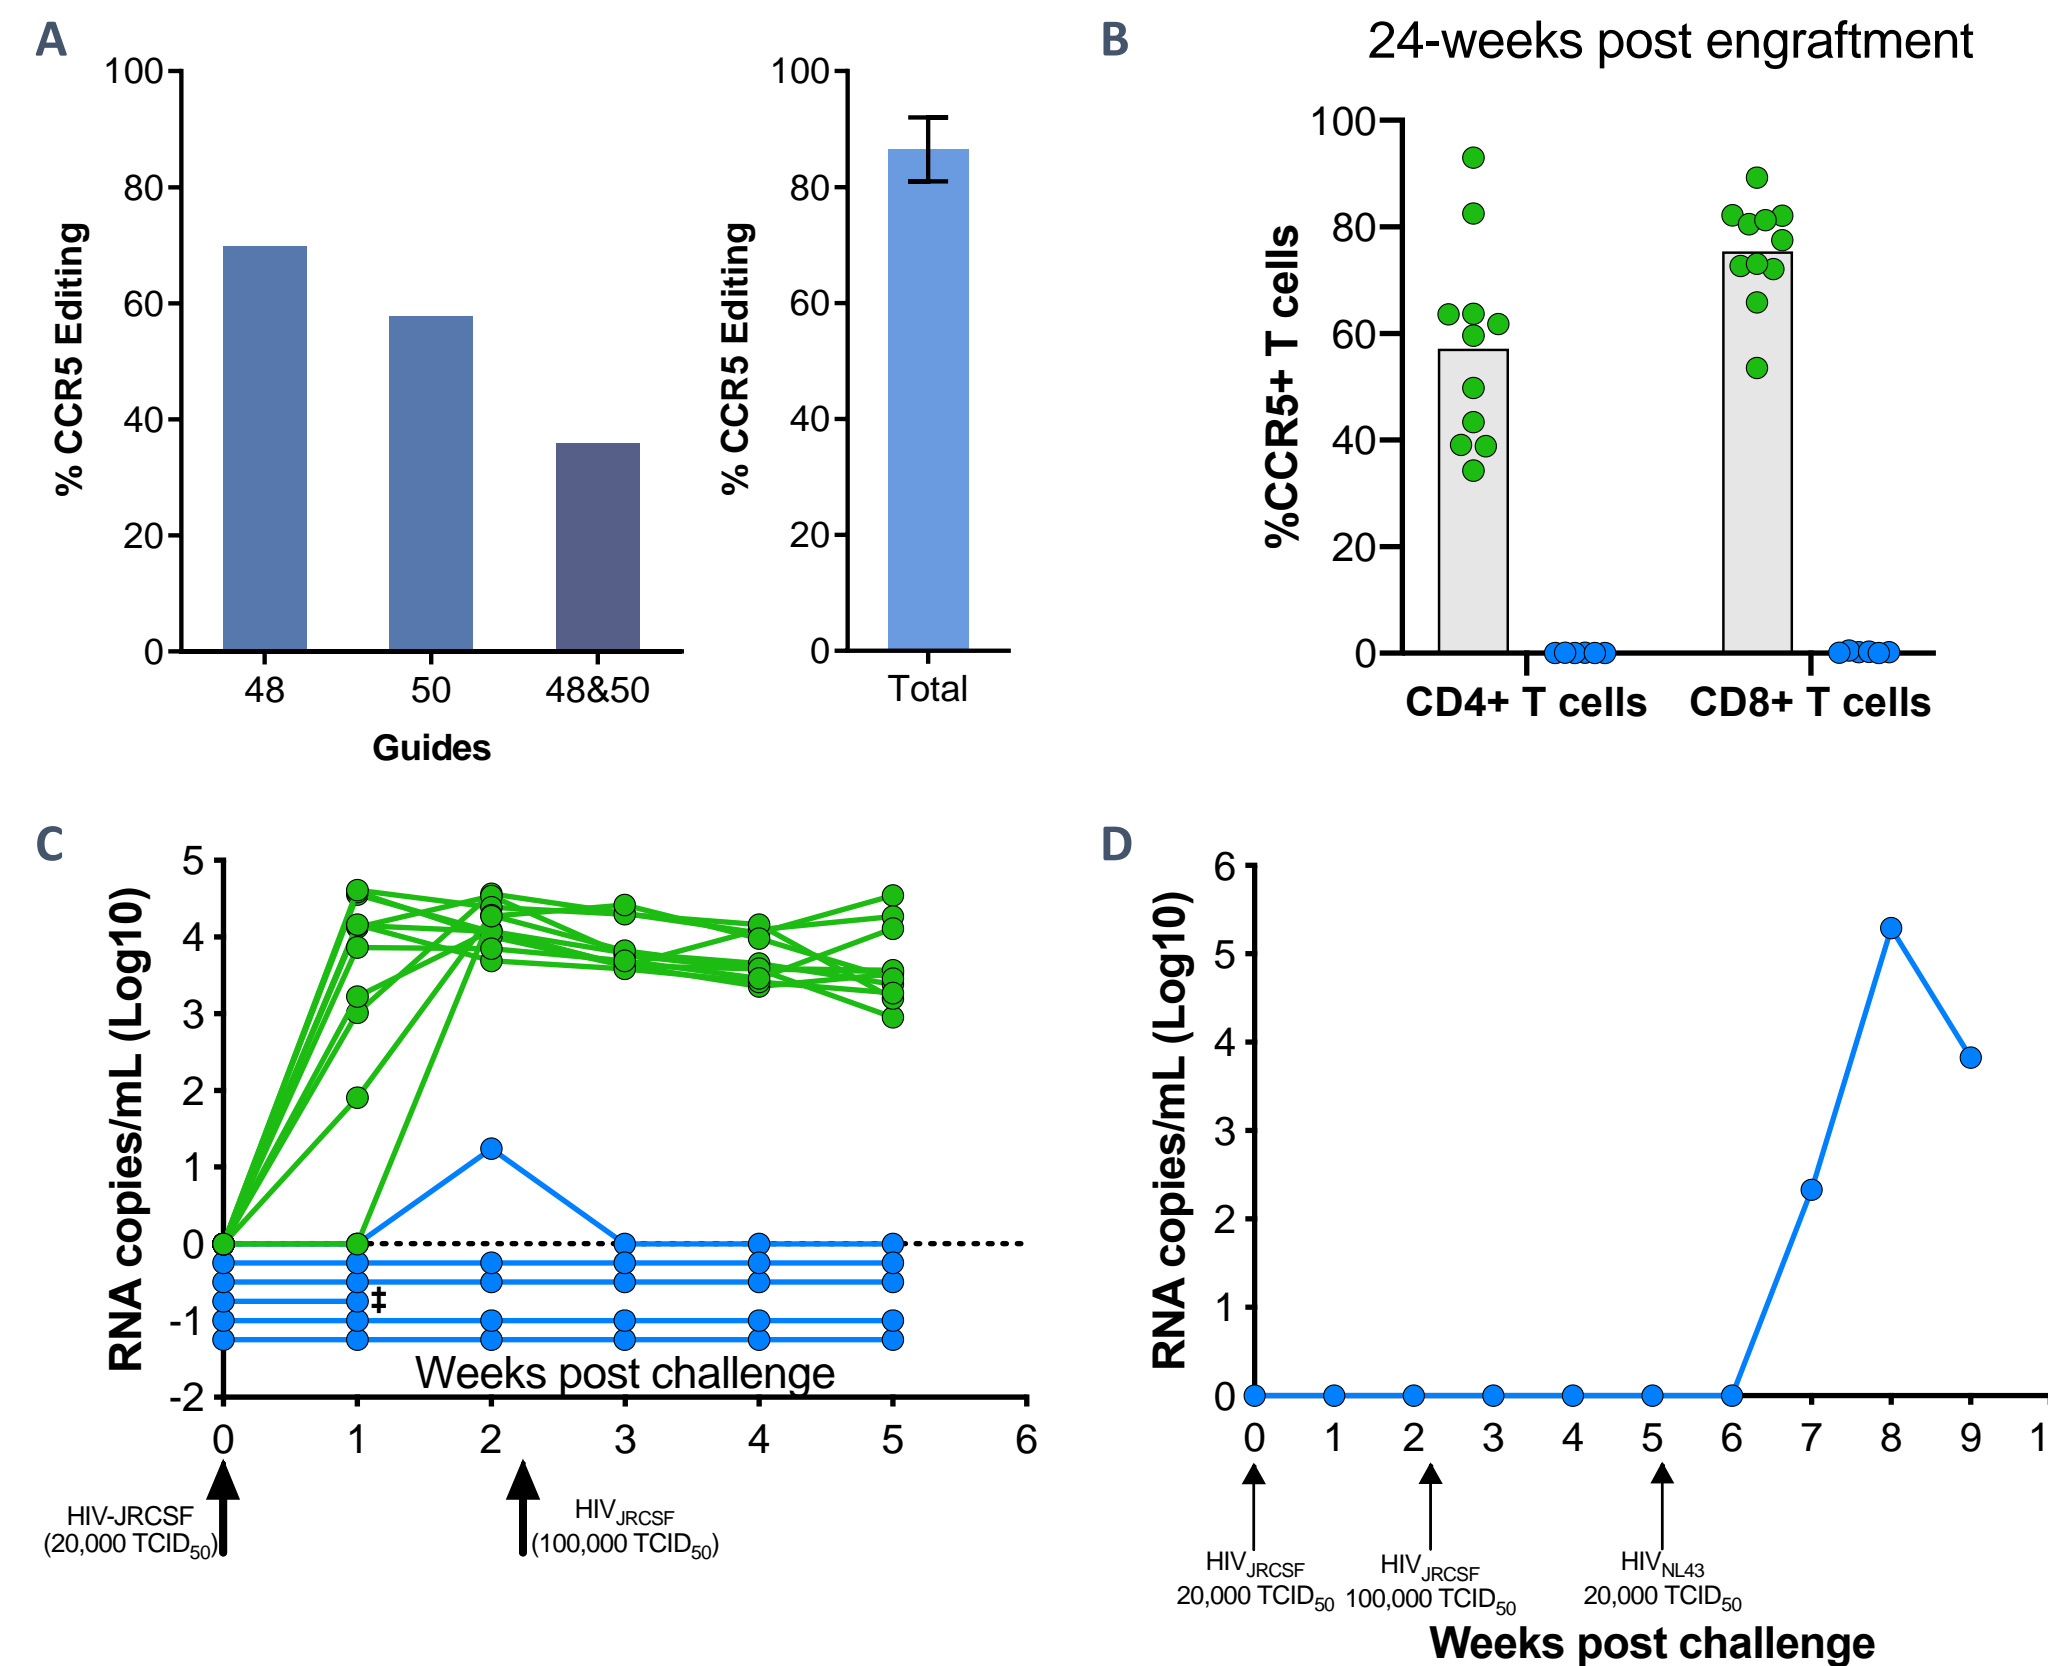 A
% CCR5 Editing
100
80
60
40
20
0
48
50
48&50
Guides
% CCR5 Editing
100
80
60
40
20
0
Total
B
24-weeks post engraftment
%CCR5+ T cells
100
80
60
40
20
0
CD4+ T cells
CD8+ T cells
C
RNA copies/mL (Log10)
5
4
3
2
1
0
-1
-2
‡
Weeks post challenge
0 1 2 3 4 5 6
HIV-JRCSF
(20,000 TCID50)
HIVJRCSF
(100,000 TCID50)
D
RNA copies/mL (Log10)
6
5
4
3
2
1
0
0 1 2 3 4 5 6 7 8 9 1
HIVJRCSF
20,000 TCID50
HIVJRCSF
100,000 TCID50
HIVNL43
20,000 TCID50
Weeks post challenge